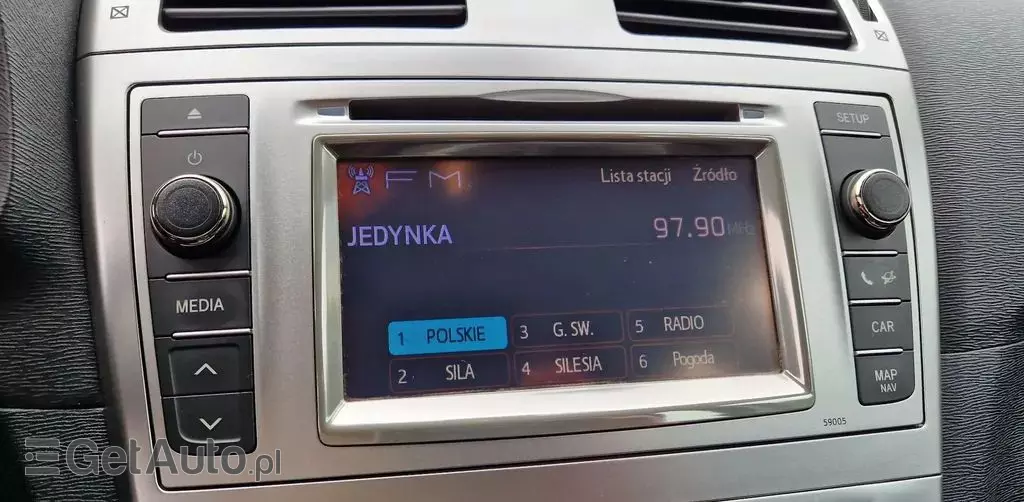 SETUP
FM Lista stacji Źródło
JEDYNKA 97.90 MHz
MEDIA
CAR
1 POLSKIE 3 G. SW. 5 RADIO
2 SILA 4 SILESIA 6 Pogoda
MAP
NAV
59005
GetAuto.pl